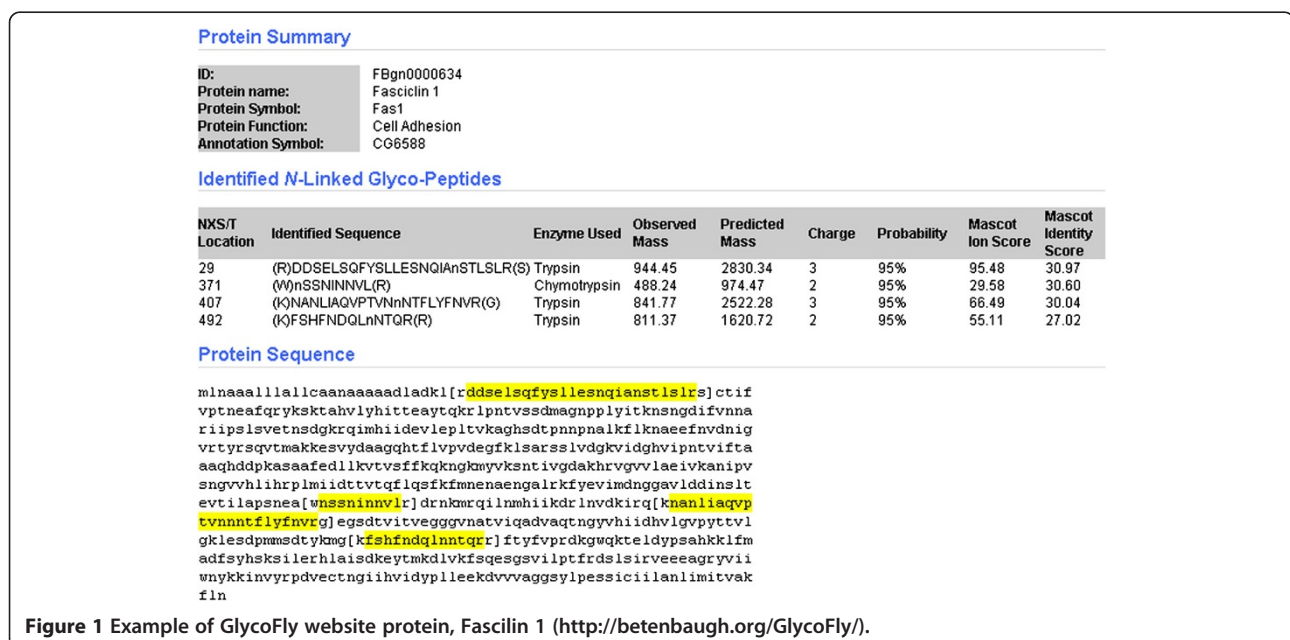 Protein Summary
ID: FBgn0000634
Protein name: Fasciclin 1
Protein Symbol: Fas1
Protein Function: Cell Adhesion
Annotation Symbol: CG6588
Identified N-Linked Glyco-Peptides
NXS/T Location Identified Sequence Enzyme Used Observed Mass Predicted Mass Charge Probability Mascot Ion Score Mascot Identity Score
29 (R)DDSELSQFYSLLESNQIAnSTLSLR(S) Trypsin 944.45 2830.34 3 95% 95.48 30.97
371 (W)nSSNINNVL(R) Chymotrypsin 488.24 974.47 2 95% 29.58 30.60
407 (K)NANLIAQVPTVNnNTFLYFNVR(G) Trypsin 841.77 2522.28 3 95% 66.49 30.04
492 (K)FSHFNDQLnNTQR(R) Trypsin 811.37 1620.72 2 95% 55.11 27.02
Protein Sequence
mlnaaalllallcaanaaaaadladkl[rddselsqfysllesnqianstlslrs]ctif
vptneafqryksktahvlyhitteaytqkrlpntvssdmagnpplyitknsngdifvnna
riipslsvetnsdgkrqimhiidevlepltvkaghsdtpnnpnalkflknaeefnvdnig
vrtyrsqvtmakkesvydaagqhtflvpvdegfklsarsslvdgkvidghvipntvifta
aaqhddpkasaafedllkvtvsffkqkngkmyvksntivgdakhrvgvvlaeivkanipv
sngvvhlihrplmiidttvtqflqsfkfmnenaengalrkfyevimdnggavlddinslt
evtilapsnea[wnssninnvlr]drnkmrqilnmhiikdrlnvdkirq[knanliaqvp
tvnnntflyfnvrg]egsdtvitvegggvnatviqadvaqtngyvhiidhvlgvpyttvl
gklesdpmmsdtykmg[kfshfndqlnntqrr]ftyfvprdkgwqkteldypsahkklfm
adfsyhsksilerhlaisdkeytmkdlvkfsqesgsvilptfrdslsirveeeagryvii
wnykkinvyrpdvectngiihvidyplleekdvvvaggsylpessiciilanlimitvak
fln
Figure 1 Example of GlycoFly website protein, Fascilin 1 (http://betenbaugh.org/GlycoFly/).